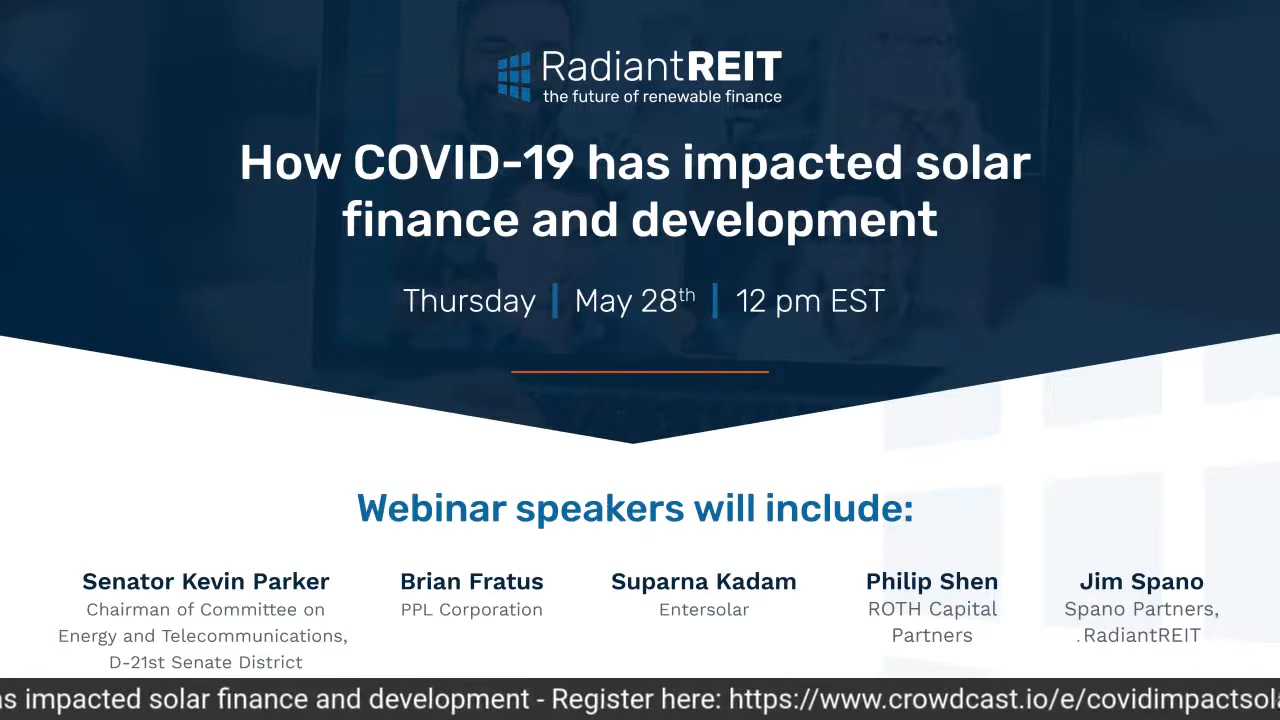 RadiantREIT
the future of renewable finance
How COVID-19 has impacted solar
finance and development
Thursday | May 28th | 12 pm EST
Webinar speakers will include:
Senator Kevin Parker
Chairman of Committee on
Energy and Telecommunications,
D-21st Senate District
Brian Fratus
PPL Corporation
Suparna Kadam
Entersolar
Philip Shen
ROTH Capital
Partners
Jim Spano
Spano Partners,
.RadiantREIT
as impacted solar finance and development - Register here: https://www.crowdcast.io/e/covidimpactsola